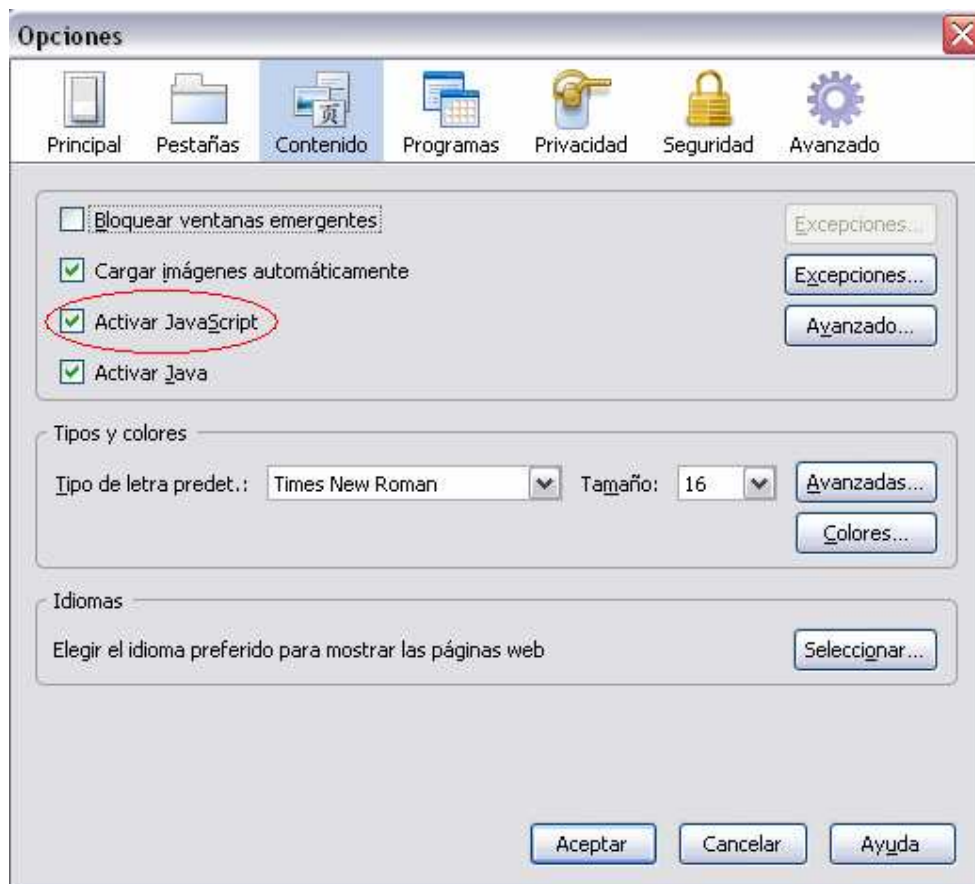 Opciones
Principal Pestañas Contenido Programas Privacidad Seguridad Avanzado
页
Bloquear ventanas emergentes Excepciones...
Cargar imágenes automáticamente Excepciones...
Activar JavaScript Avanzado...
Activar Java
Tipos y colores
Tipo de letra predet.: Times New Roman Tamaño: 16 Avanzadas...
Colores...
Idiomas
Elegir el idioma preferido para mostrar las páginas web Seleccionar...
Aceptar Cancelar Ayuda